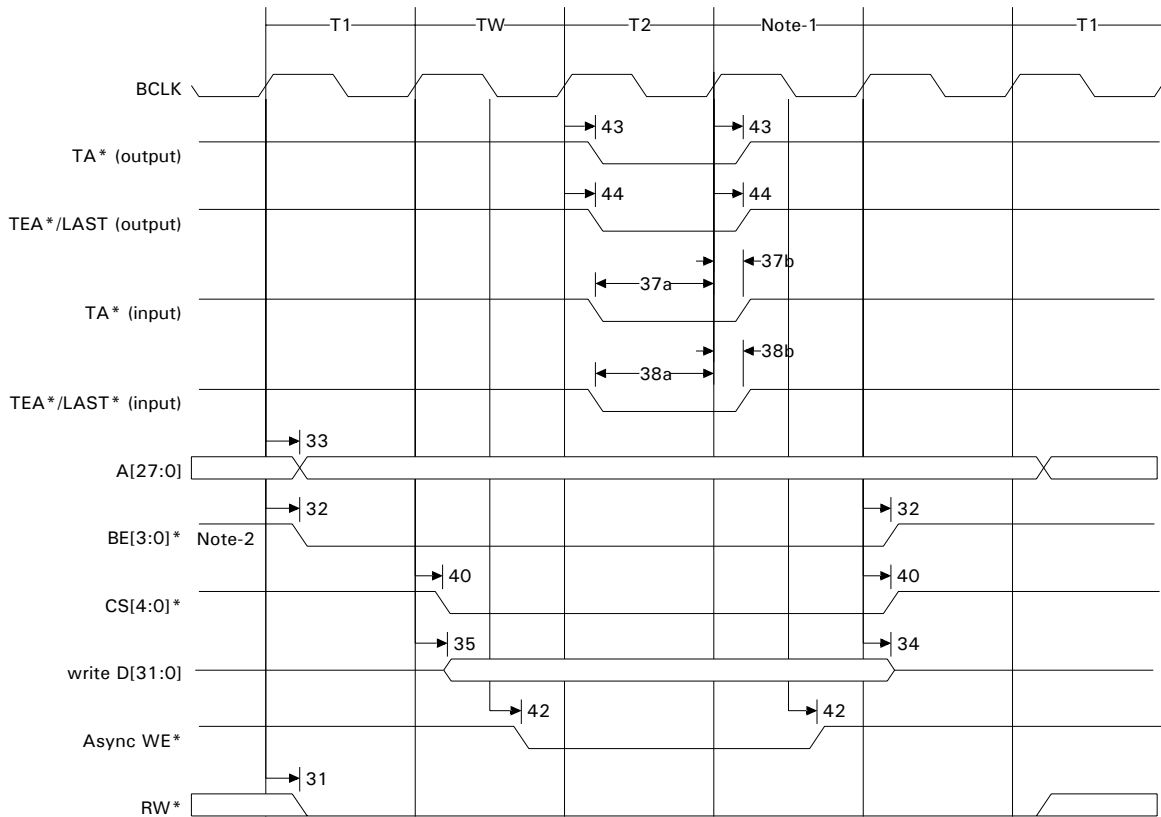 T1 TW T2 Note-1 T1
BCLK
43 43
TA* (output)
44 44
TEA*/LAST (output)
37b
37a
TA* (input)
38b
38a
TEA*/LAST* (input)
33
A[27:0]
32 32
BE[3:0]* Note-2
40 40
CS[4:0]*
35 34
write D[31:0]
42 42
Async WE*
31
RW*